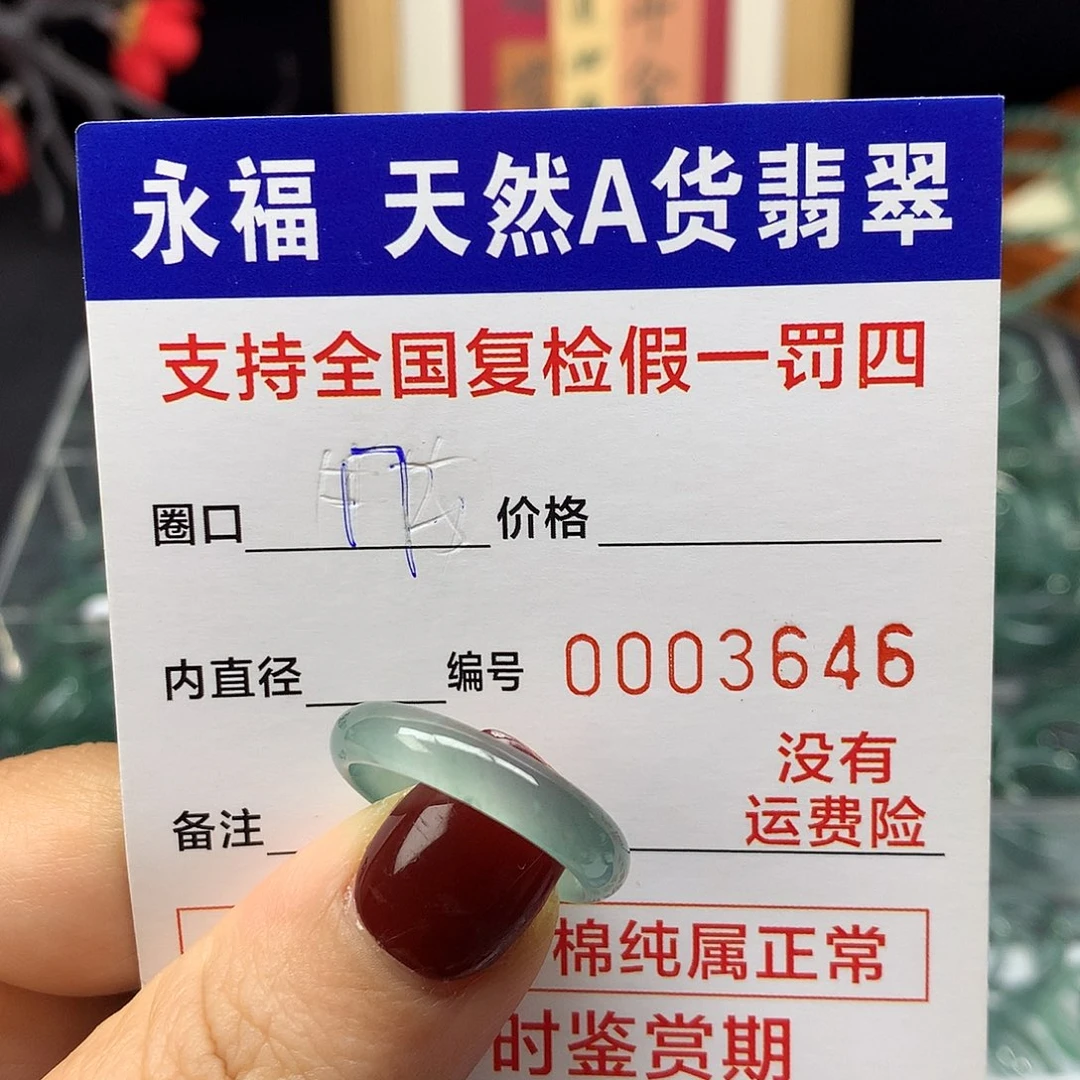 永福 天然A货翡翠
支持全国复检假一罚四
圈口 价格
内直径 编号 0003646
没有
备注 运费险
棉纯属正常
时鉴赏期